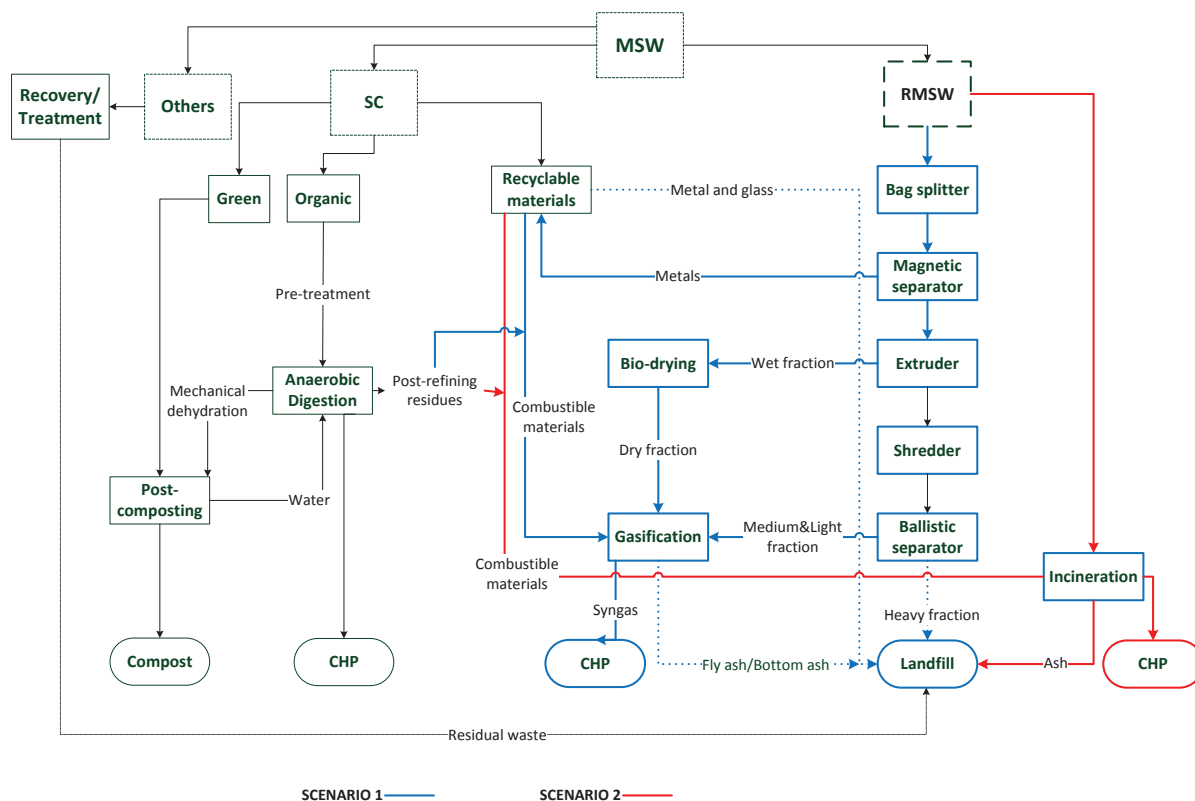 MSW
Recovery/
Treatment
Others
SC
RMSW
Green
Organic
Recyclable
materials
Metal and glass
Bag splitter
Metals
Magnetic
separator
Pre-treatment
Bio-drying
Wet fraction
Extruder
Mechanical
dehydration
Anaerobic
Digestion
Post-refining
residues
Combustible
materials
Dry fraction
Shredder
Post-
composting
Water
Gasification
Medium&Light
fraction
Ballistic
separator
Combustible
materials
Incineration
Syngas
Heavy fraction
Compost
CHP
CHP
Fly ash/Bottom ash
Landfill
Ash
CHP
Residual waste
SCENARIO 1
SCENARIO 2